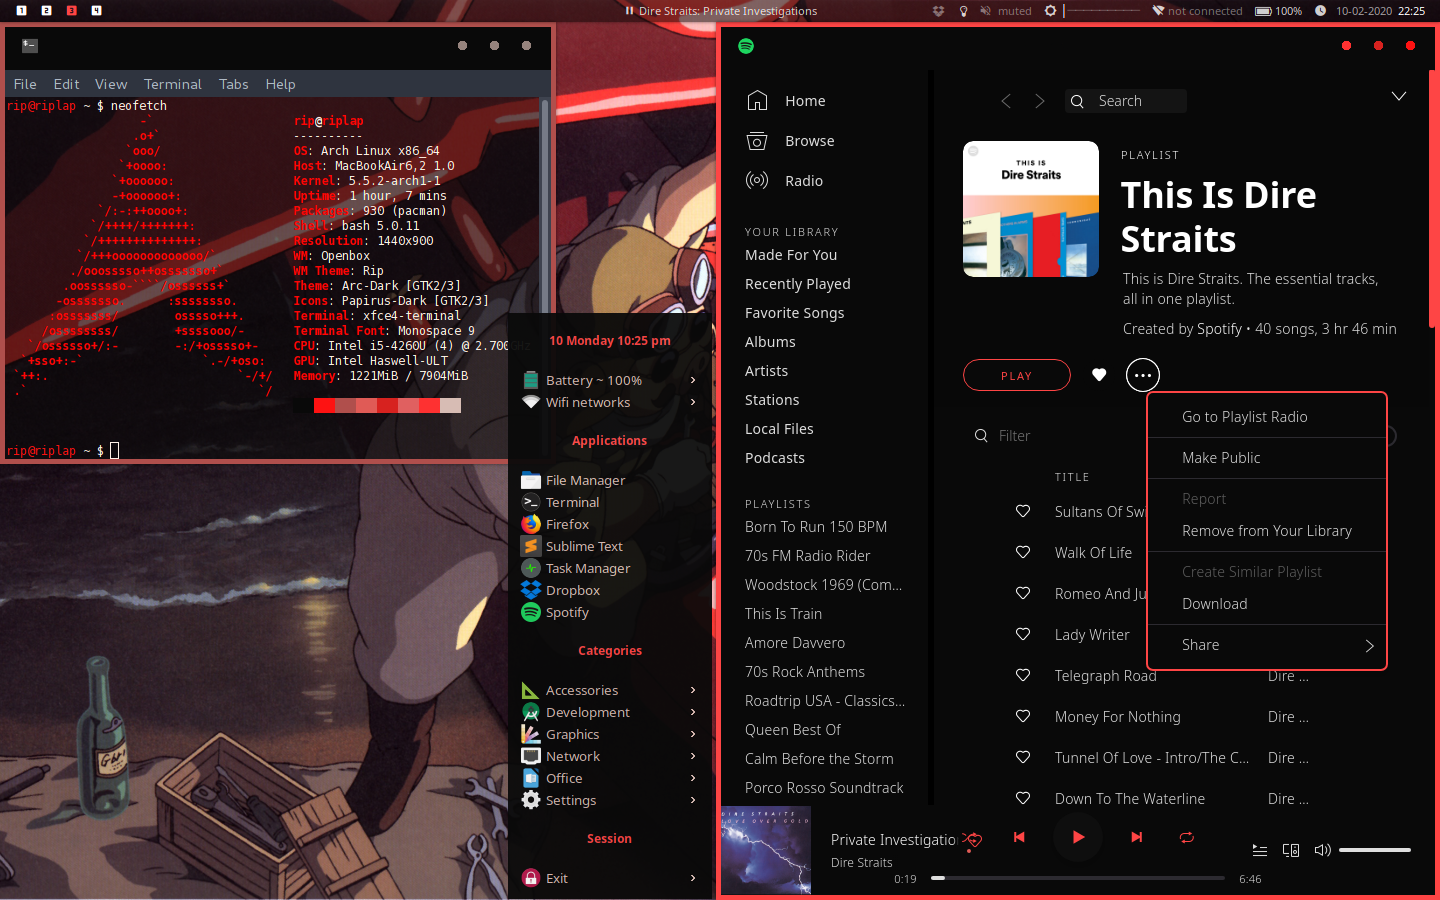 1 2 3 4
Dire Straits: Private Investigations
muted
not connected
100%
10-02-2020 22:25
File Edit View Terminal Tabs Help
rip@riplap ~ $ neofetch
rip@riplap
----------
OS: Arch Linux x86_64
Host: MacBookAir6,2 1.0
Kernel: 5.5.2-arch1-1
Uptime: 1 hour, 7 mins
Packages: 930 (pacman)
Shell: bash 5.0.11
Resolution: 1440x900
WM: Openbox
WM Theme: Rip
Theme: Arc-Dark [GTK2/3]
Icons: Papirus-Dark [GTK2/3]
Terminal: xfce4-terminal
Terminal Font: Monospace 9
CPU: Intel i5-4260U (4) @ 2.700GHz
GPU: Intel Haswell-ULT
Memory: 1221MiB / 7904MiB
rip@riplap ~ $
10 Monday 10:25 pm
Battery ~ 100%
Wifi networks
Applications
File Manager
Terminal
Firefox
Sublime Text
Task Manager
Dropbox
Spotify
Categories
Accessories
Development
Graphics
Network
Office
Settings
Session
Exit
Home
Browse
Radio
YOUR LIBRARY
Made For You
Recently Played
Favorite Songs
Albums
Artists
Stations
Local Files
Podcasts
PLAYLISTS
Born To Run 150 BPM
70s FM Radio Rider
Woodstock 1969 (Com...
This Is Train
Amore Davvero
70s Rock Anthems
Roadtrip USA - Classics...
Queen Best Of
Calm Before the Storm
Porco Rosso Soundtrack
Search
THIS IS
Dire Straits
PLAYLIST
This Is Dire
Straits
This is Dire Straits. The essential tracks,
all in one playlist.
Created by Spotify • 40 songs, 3 hr 46 min
PLAY
Filter
TITLE
Sultans Of Sw
Walk Of Life
Romeo And Ju
Lady Writer
Telegraph Road Dire ...
Money For Nothing Dire ...
Tunnel Of Love - Intro/The C... Dire ...
Down To The Waterline Dire ...
Go to Playlist Radio
Make Public
Report
Remove from Your Library
Create Similar Playlist
Download
Share
DIRE STRAITS
LOVE OVER GOLD
Private Investigatio
Dire Straits
0:19
6:46